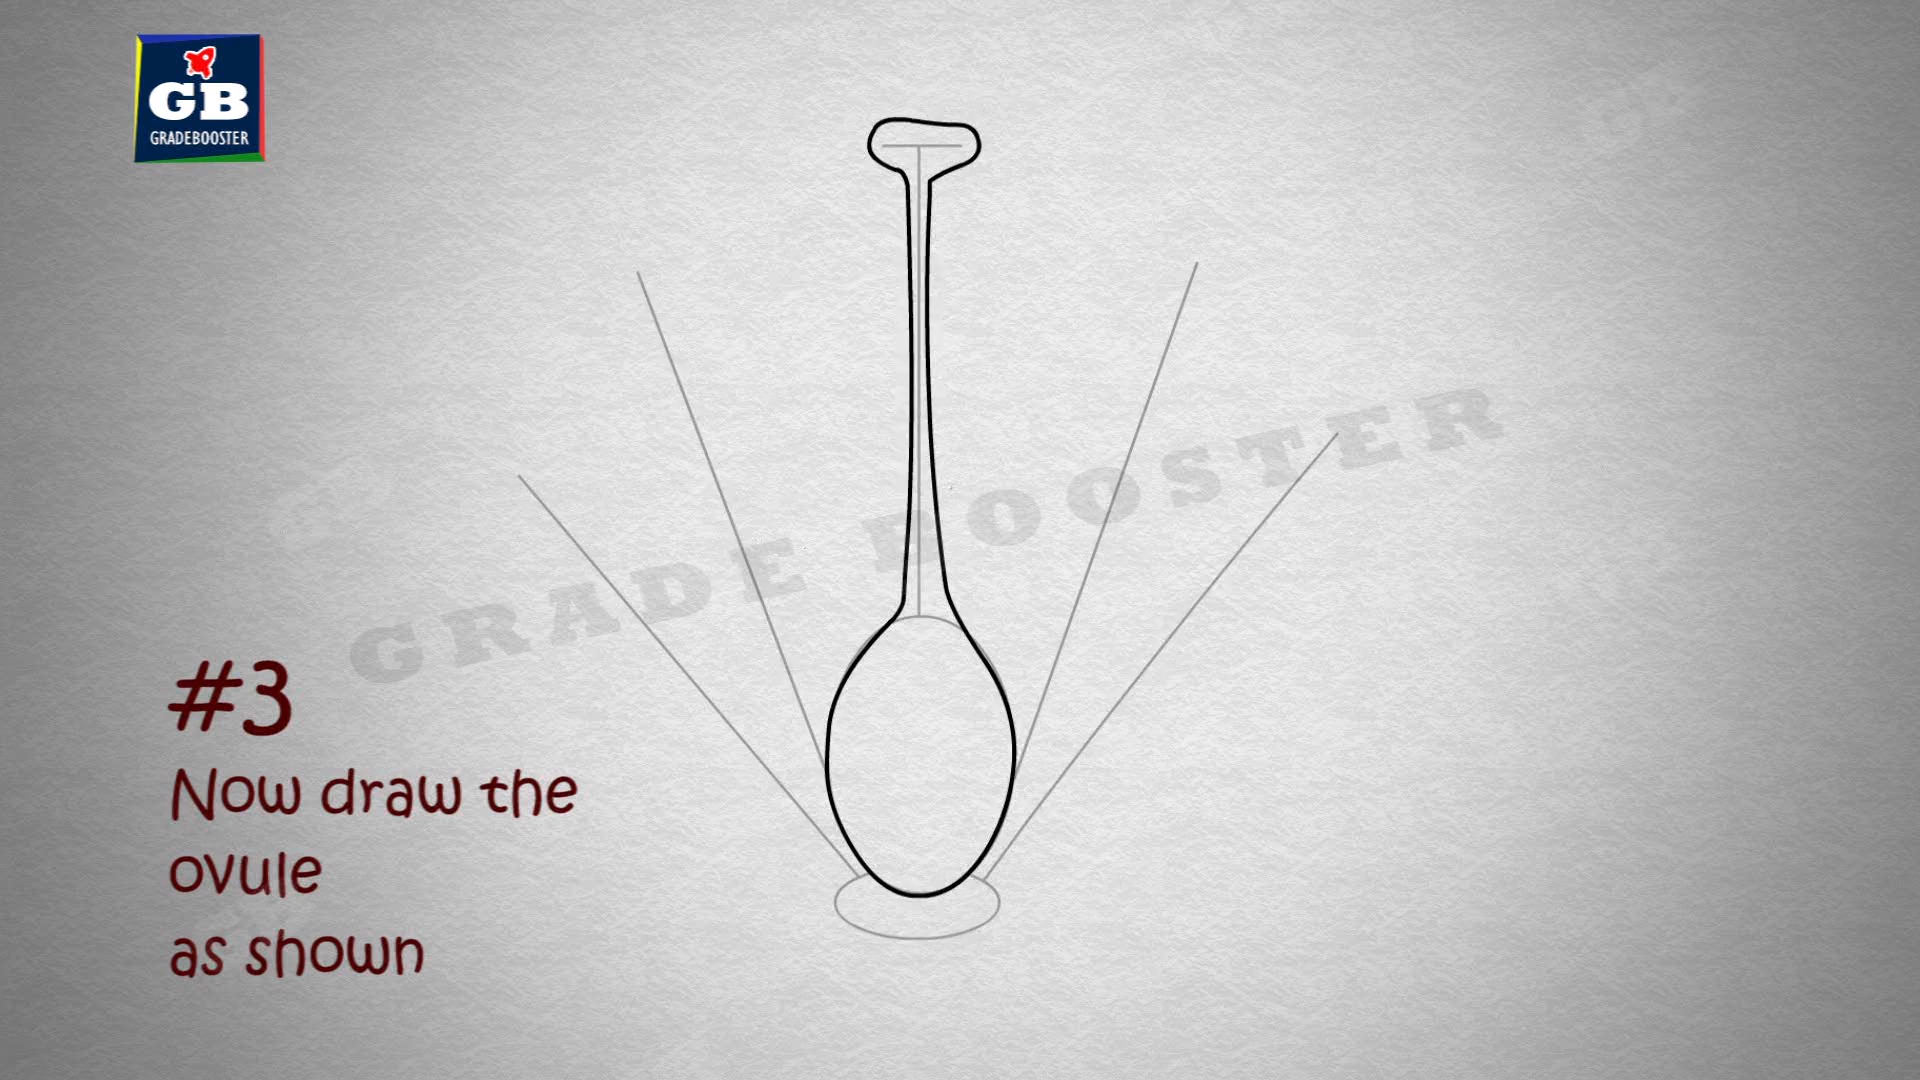 GB
GRADEBOOSTER
GRADE BOOSTER
#3
Now draw the
ovule
as shown